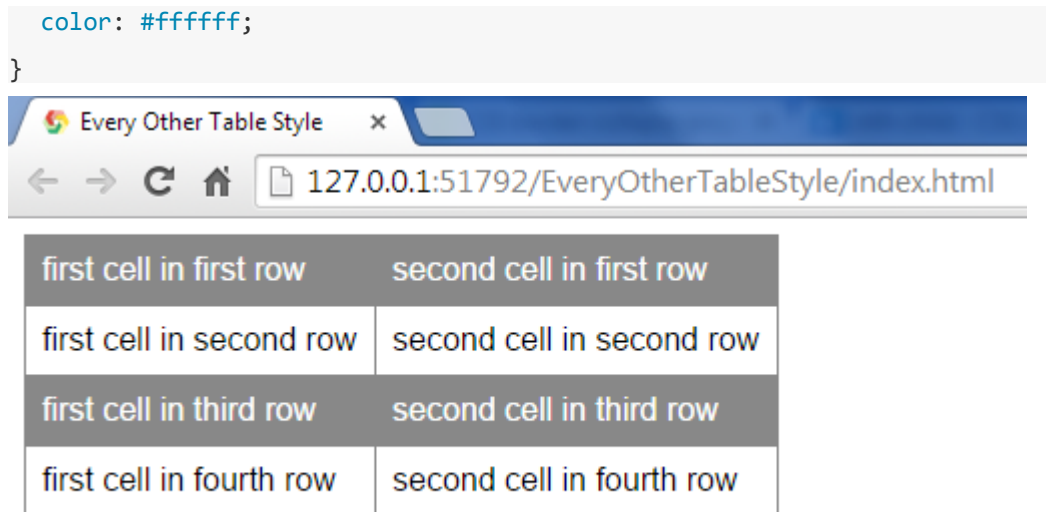 color: #ffffff;
}
Every Other Table Style ×
127.0.0.1:51792/EveryOtherTableStyle/index.html
first cell in first row second cell in first row
first cell in second row second cell in second row
first cell in third row second cell in third row
first cell in fourth row second cell in fourth row